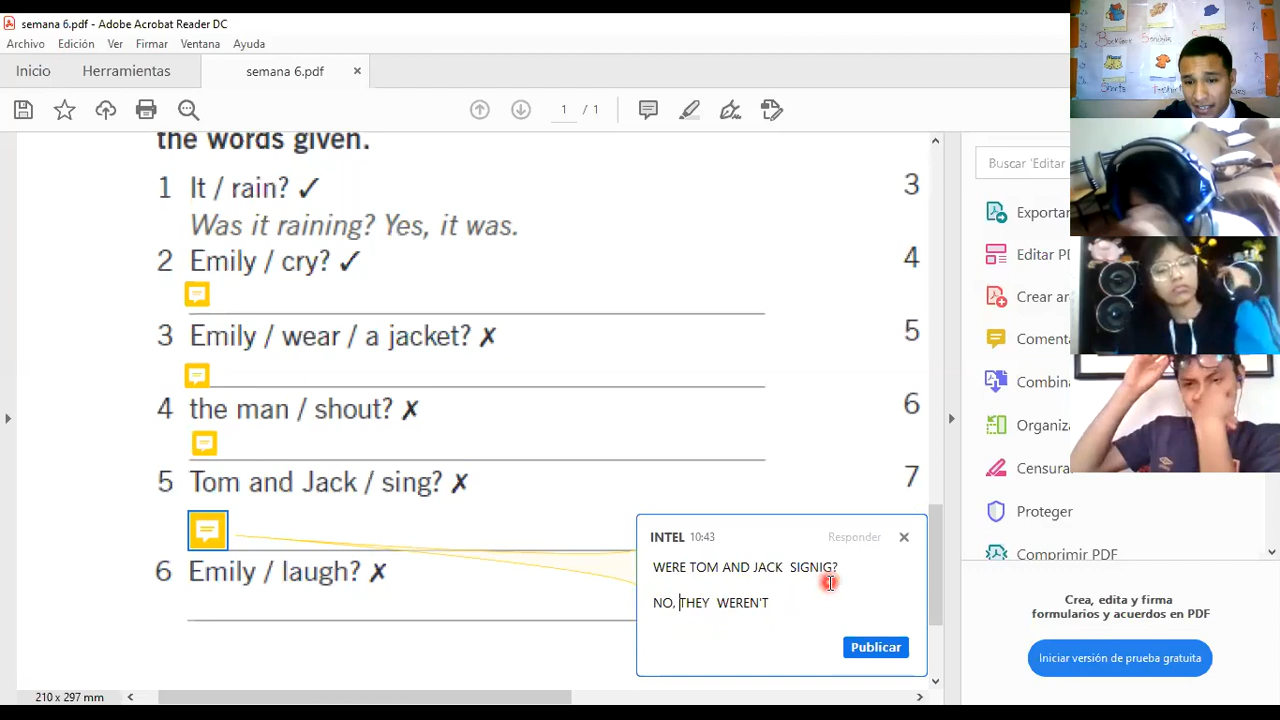 semana 6.pdf - Adobe Acrobat Reader DC
Archivo Edición Ver Firmar Ventana Ayuda
Inicio Herramientas semana 6.pdf ×
1 / 1
the words given.
1 It / rain? ✓ 3
Was it raining? Yes, it was.
2 Emily / cry? ✓ 4
3 Emily / wear / a jacket? ✗ 5
4 the man / shout? ✗ 6
5 Tom and Jack / sing? ✗ 7
6 Emily / laugh? ✗
INTEL 10:43 Responder ×
WERE TOM AND JACK SIGNIG?
NO, THEY WEREN'T
Publicar
210 x 297 mm
Buscar 'Editar
Exportar
Editar PD
Crear ar
Comenta
Combina
Organiza
Censura
Proteger
Comprimir PDF
Crea, edita y firma
formularios y acuerdos en PDF
Iniciar versión de prueba gratuita